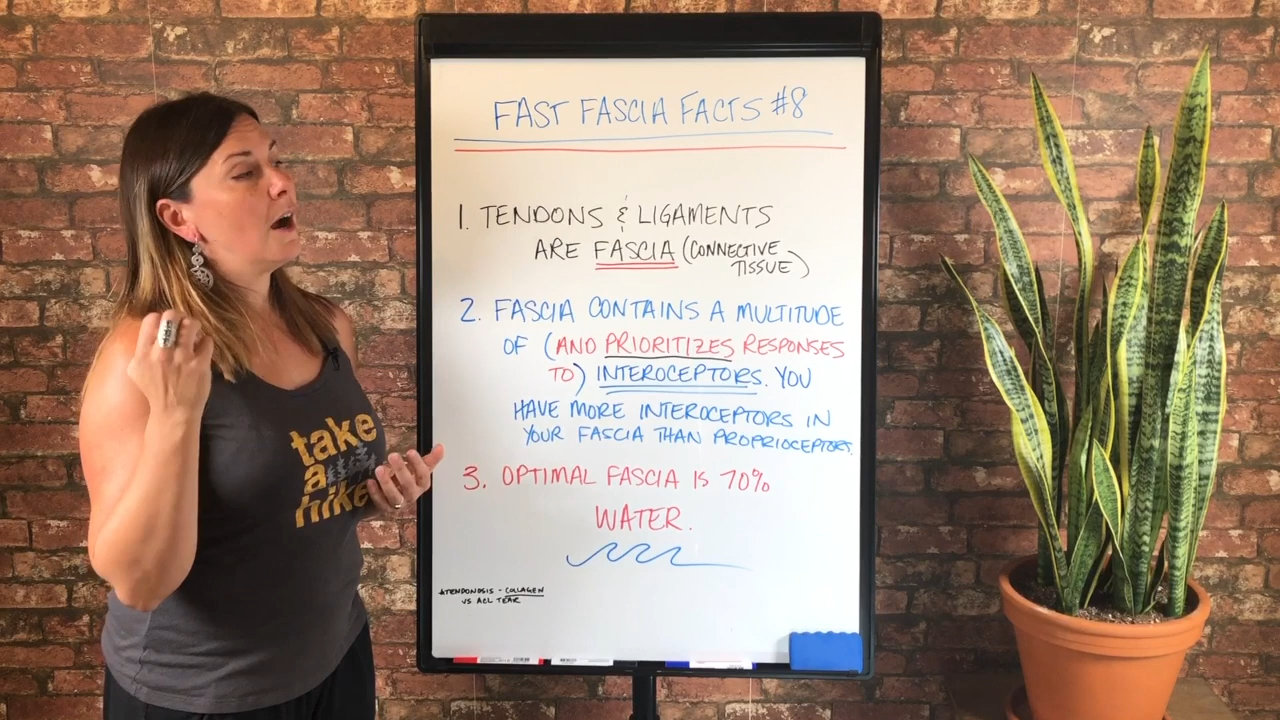 FAST FASCIA FACTS #8
1. TENDONS & LIGAMENTS
ARE FASCIA (CONNECTIVE
TISSUE)
2. FASCIA CONTAINS A MULTITUDE
OF (AND PRIORITIZES RESPONSES
TO) INTEROCEPTORS. YOU
HAVE MORE INTEROCEPTORS IN
YOUR FASCIA THAN PROPRIOCEPTORS.
3. OPTIMAL FASCIA IS 70%
WATER.
*TENDONOSIS - COLLAGEN
VS ACL TEAR
take
a
hike